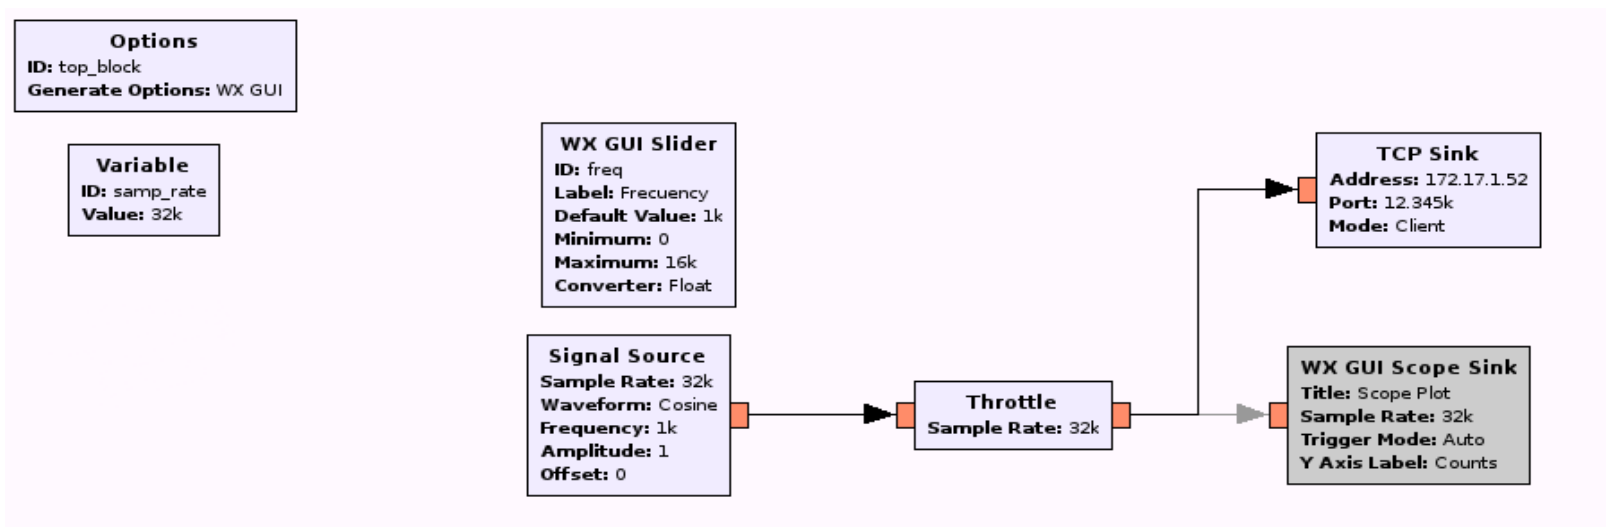 Options
ID: top_block
Generate Options: WX GUI
Variable
ID: samp_rate
Value: 32k
WX GUI Slider
ID: freq
Label: Frecuency
Default Value: 1k
Minimum: 0
Maximum: 16k
Converter: Float
Signal Source
Sample Rate: 32k
Waveform: Cosine
Frequency: 1k
Amplitude: 1
Offset: 0
Throttle
Sample Rate: 32k
TCP Sink
Address: 172.17.1.52
Port: 12.345k
Mode: Client
WX GUI Scope Sink
Title: Scope Plot
Sample Rate: 32k
Trigger Mode: Auto
Y Axis Label: Counts